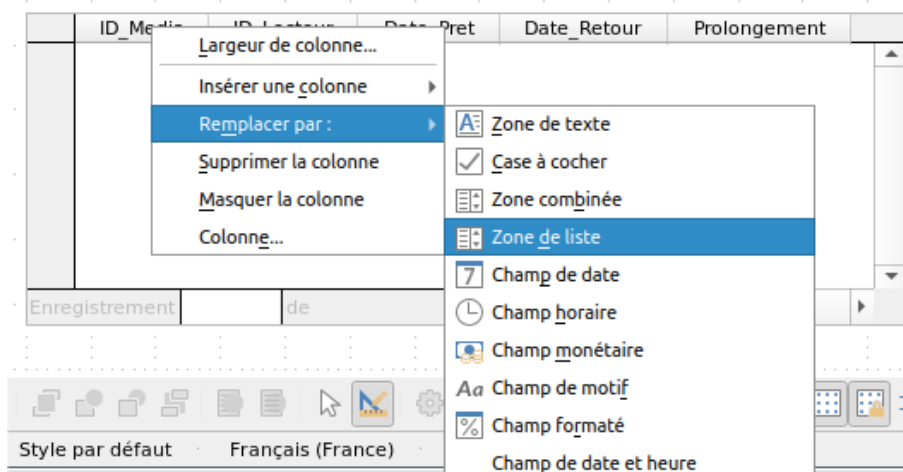 ID_Media ID_Lecteur Date_Pret Date_Retour Prolongement
Largeur de colonne...
Insérer une colonne
Remplacer par :
Supprimer la colonne
Masquer la colonne
Colonne...
Zone de texte
Case à cocher
Zone combinée
Zone de liste
Champ de date
Champ horaire
Champ monétaire
Champ de motif
Champ formaté
Champ de date et heure
Enregistrement de
Style par défaut Français (France)